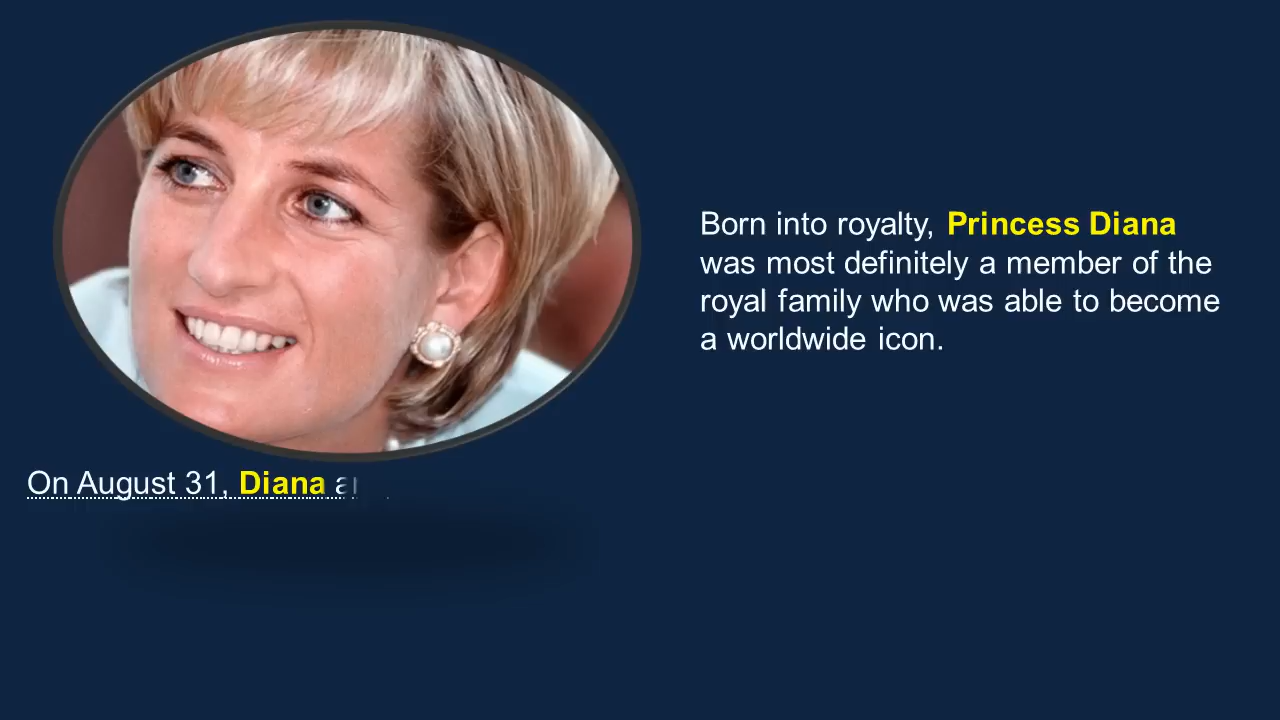 Born into royalty, Princess Diana
was most definitely a member of the
royal family who was able to become
a worldwide icon.
On August 31, Diana